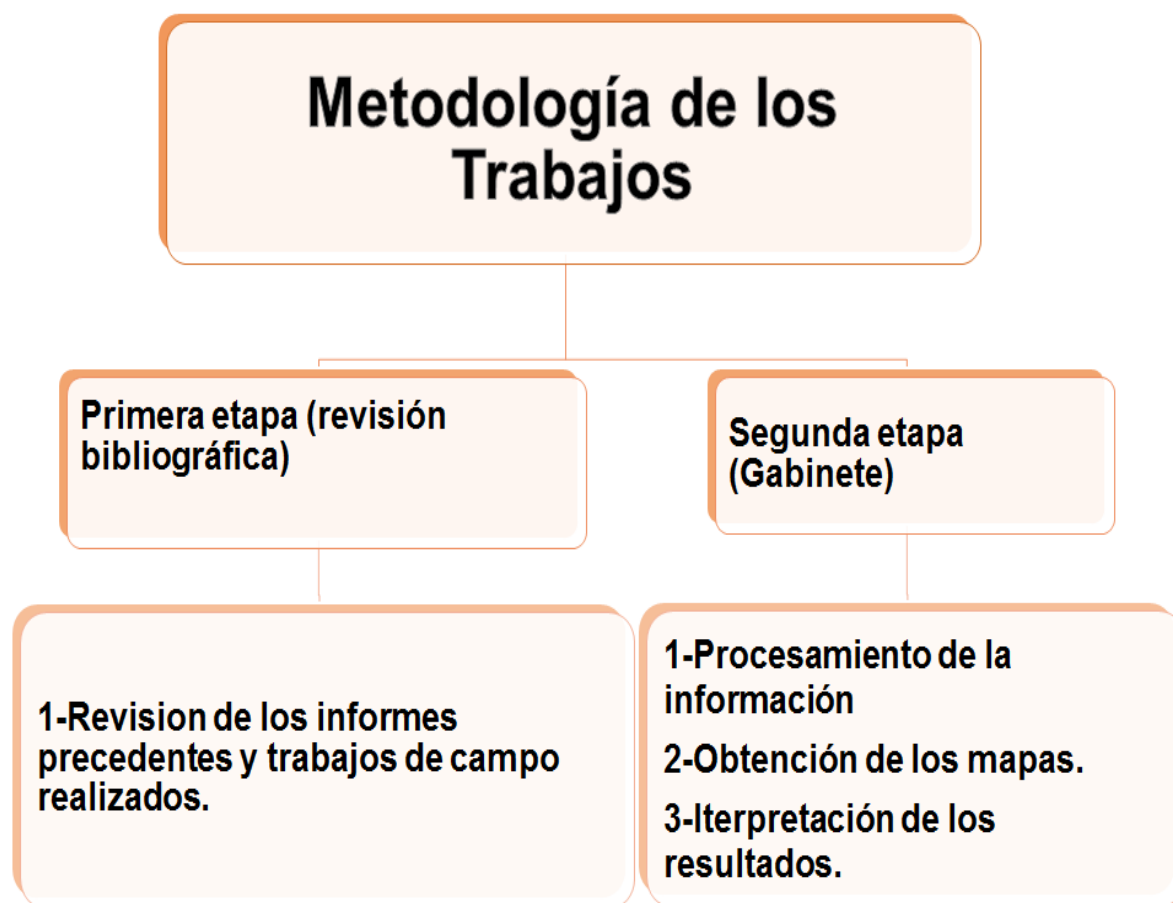 Metodología de los
Trabajos
Primera etapa (revisión
bibliográfica)
Segunda etapa
(Gabinete)
1-Revision de los informes
precedentes y trabajos de campo
realizados.
1-Procesamiento de la
información
2-Obtención de los mapas.
3-Iterpretación de los
resultados.